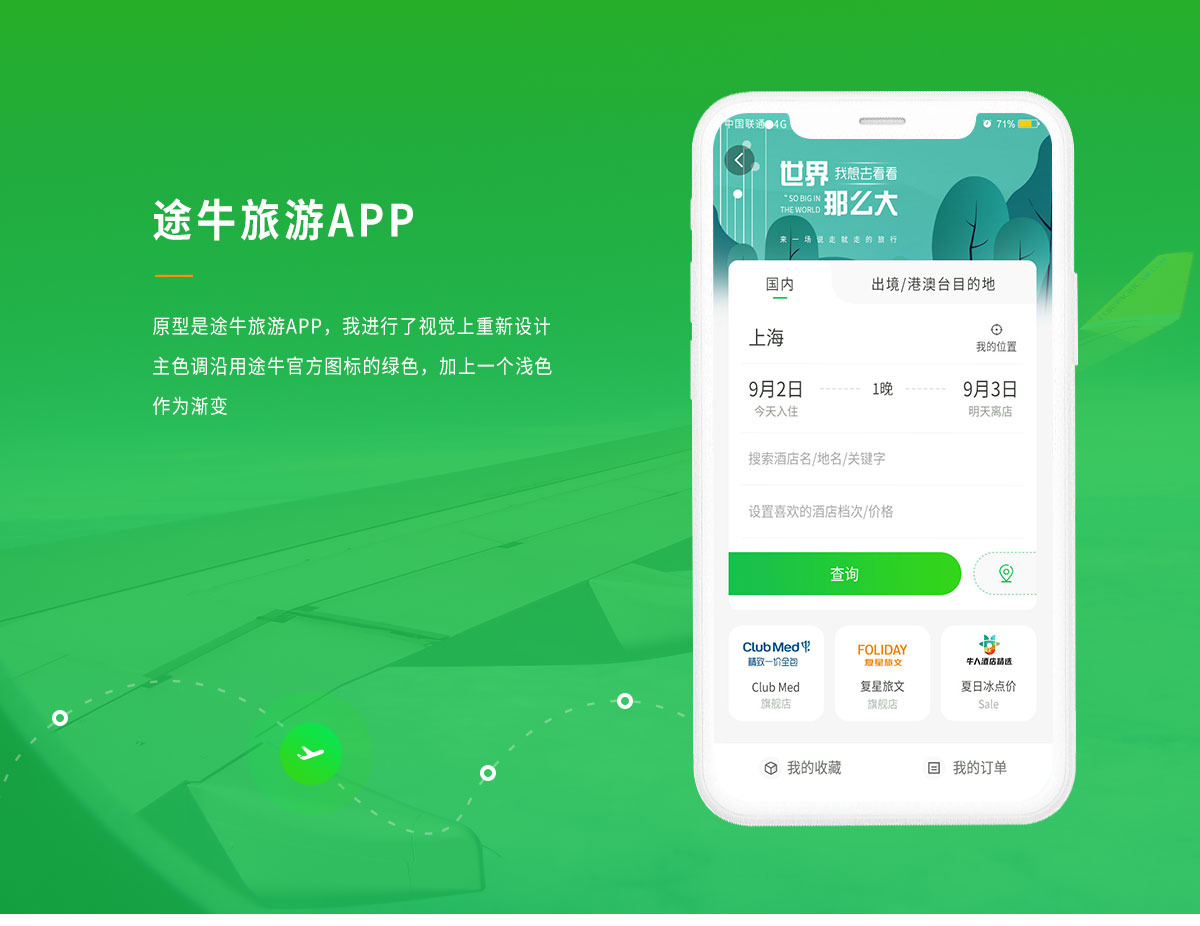 途牛旅游APP
原型是途牛旅游APP，我进行了视觉上重新设计
主色调沿用途牛官方图标的绿色，加上一个浅色
作为渐变
中国联通 4G
71%
世界 我想去看看
" SO BIG IN
THE WORLD
那么大
来一场说走就走的旅行
国内
出境/港澳台目的地
上海
我的位置
9月2日
1晚
9月3日
今天入住
明天离店
搜索酒店名/地名/关键字
设置喜欢的酒店档次/价格
查询
Club Med
精致一价全包
FOLIDAY
复星旅文
牛人酒店精选
Club Med
复星旅文
夏日冰点价
旗舰店
旗舰店
Sale
我的收藏
我的订单